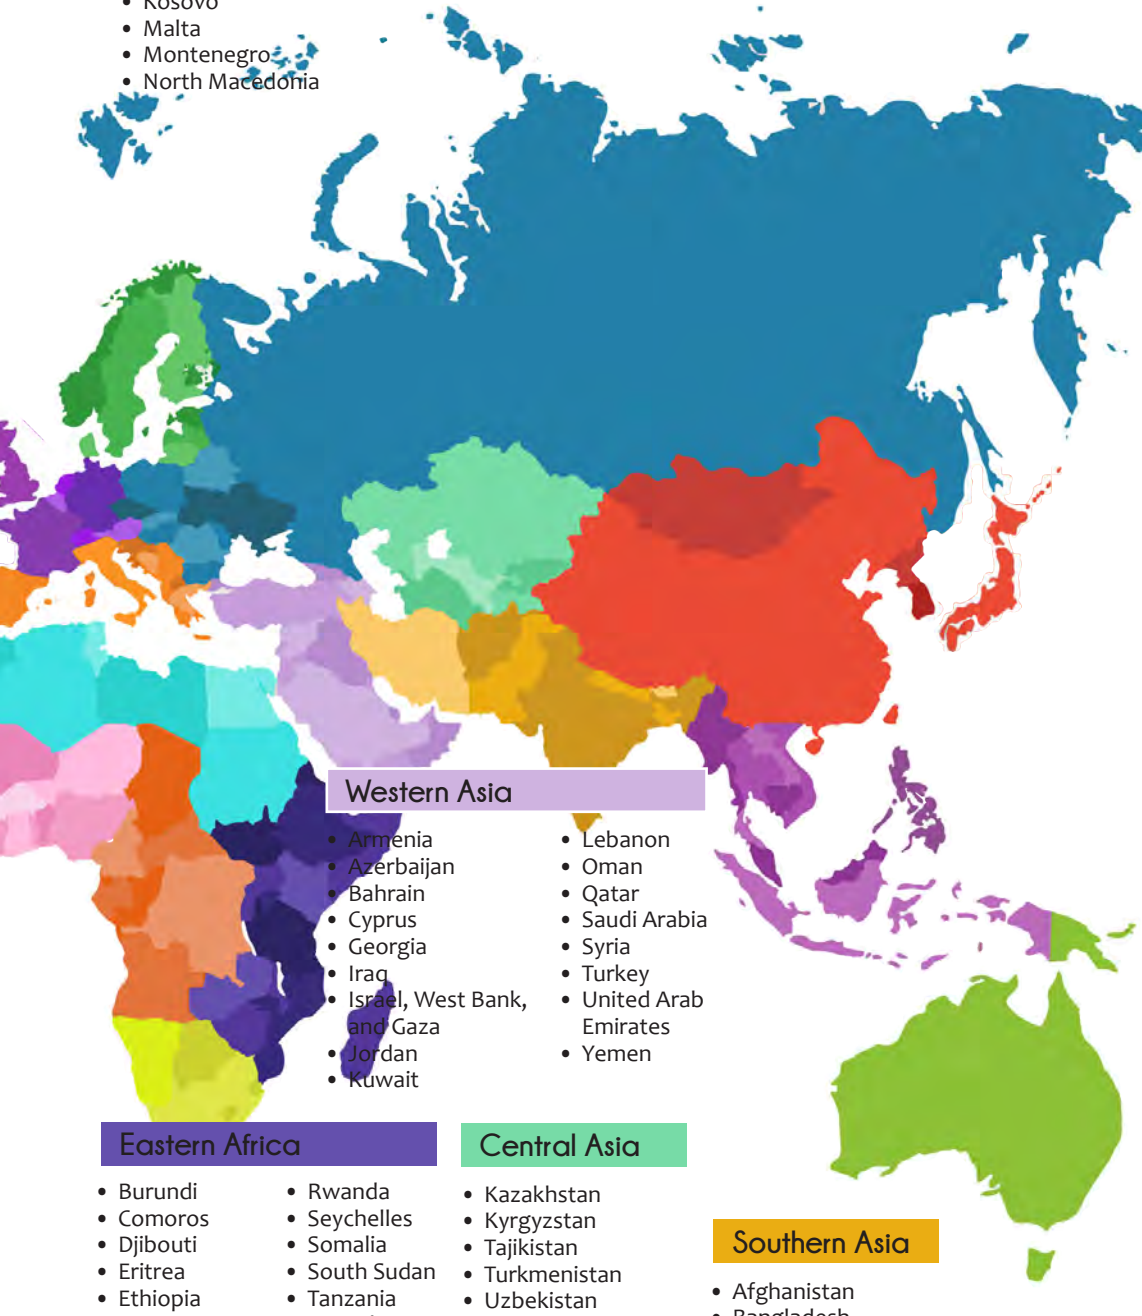 • Kosovo
• Malta
• Montenegro
• North Macedonia
Western Asia
• Armenia
• Azerbaijan
• Bahrain
• Cyprus
• Georgia
• Iraq
• Israel, West Bank,
and Gaza
• Jordan
• Kuwait
• Lebanon
• Oman
• Qatar
• Saudi Arabia
• Syria
• Turkey
• United Arab
Emirates
• Yemen
Eastern Africa
• Burundi
• Comoros
• Djibouti
• Eritrea
• Ethiopia
• Rwanda
• Seychelles
• Somalia
• South Sudan
• Tanzania
Central Asia
• Kazakhstan
• Kyrgyzstan
• Tajikistan
• Turkmenistan
• Uzbekistan
Southern Asia
• Afghanistan
• Bangladesh